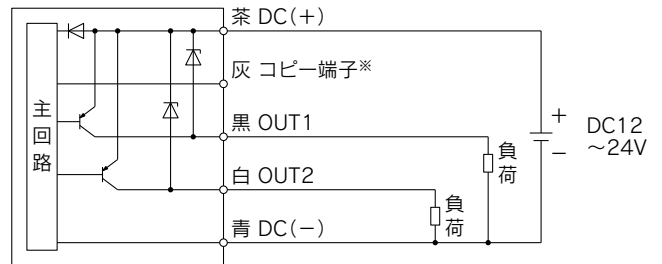 茶 DC(+)
灰 コピー端子※
主回路
黒 OUT1
負荷
+
−
DC12
～24V
白 OUT2
負荷
青 DC(−)